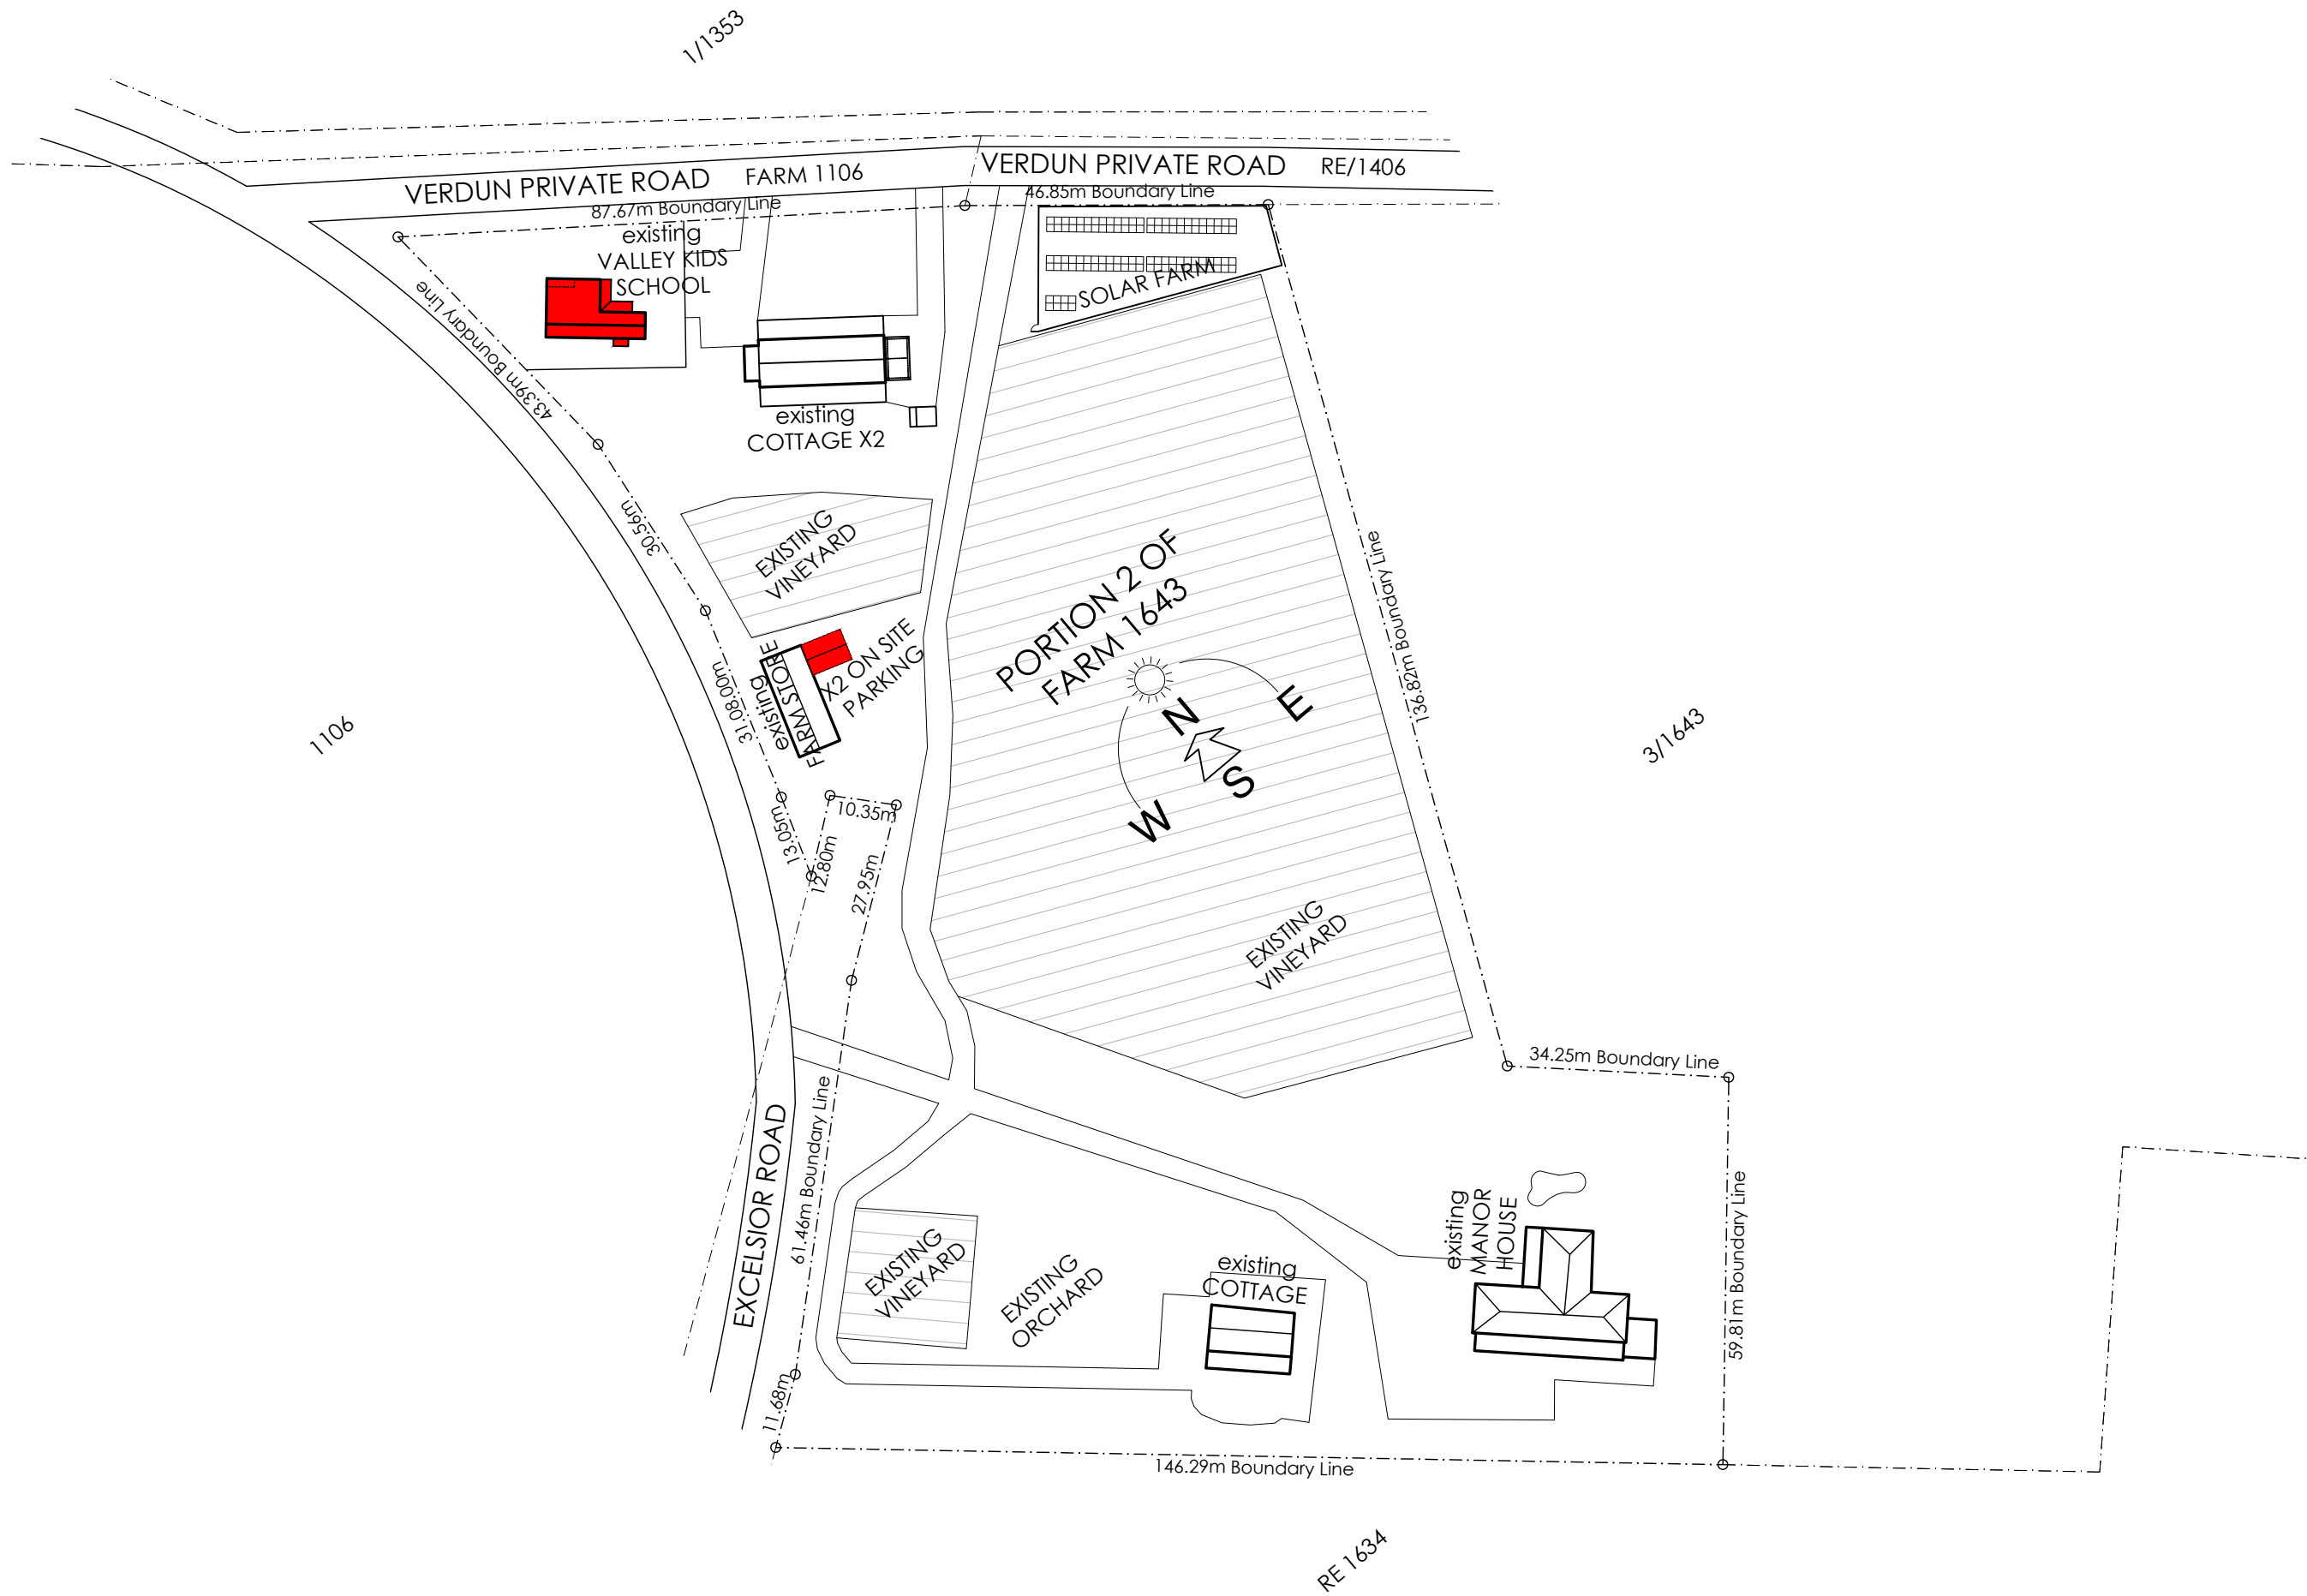 1/1353
VERDUN PRIVATE ROAD
FARM 1106
VERDUN PRIVATE ROAD
RE/1406
87.67m Boundary Line
46.85m Boundary Line
existing
VALLEY KIDS
SCHOOL
SOLAR FARM
43.39m Boundary Line
existing
COTTAGE X2
30.56m
EXISTING
VINEYARD
PORTION 2 OF
FARM 1643
136.82m Boundary Line
31.08.00m
existing
FARM STORE
X2 ON SITE
PARKING
N
E
S
W
1106
3/1643
13.05m
10.35m
12.80m
27.95m
EXISTING
VINEYARD
34.25m Boundary Line
EXCELSIOR ROAD
61.46m Boundary Line
existing
MANOR
HOUSE
59.81m Boundary Line
EXISTING
VINEYARD
EXISTING
ORCHARD
existing
COTTAGE
11.68m
146.29m Boundary Line
RE 1634